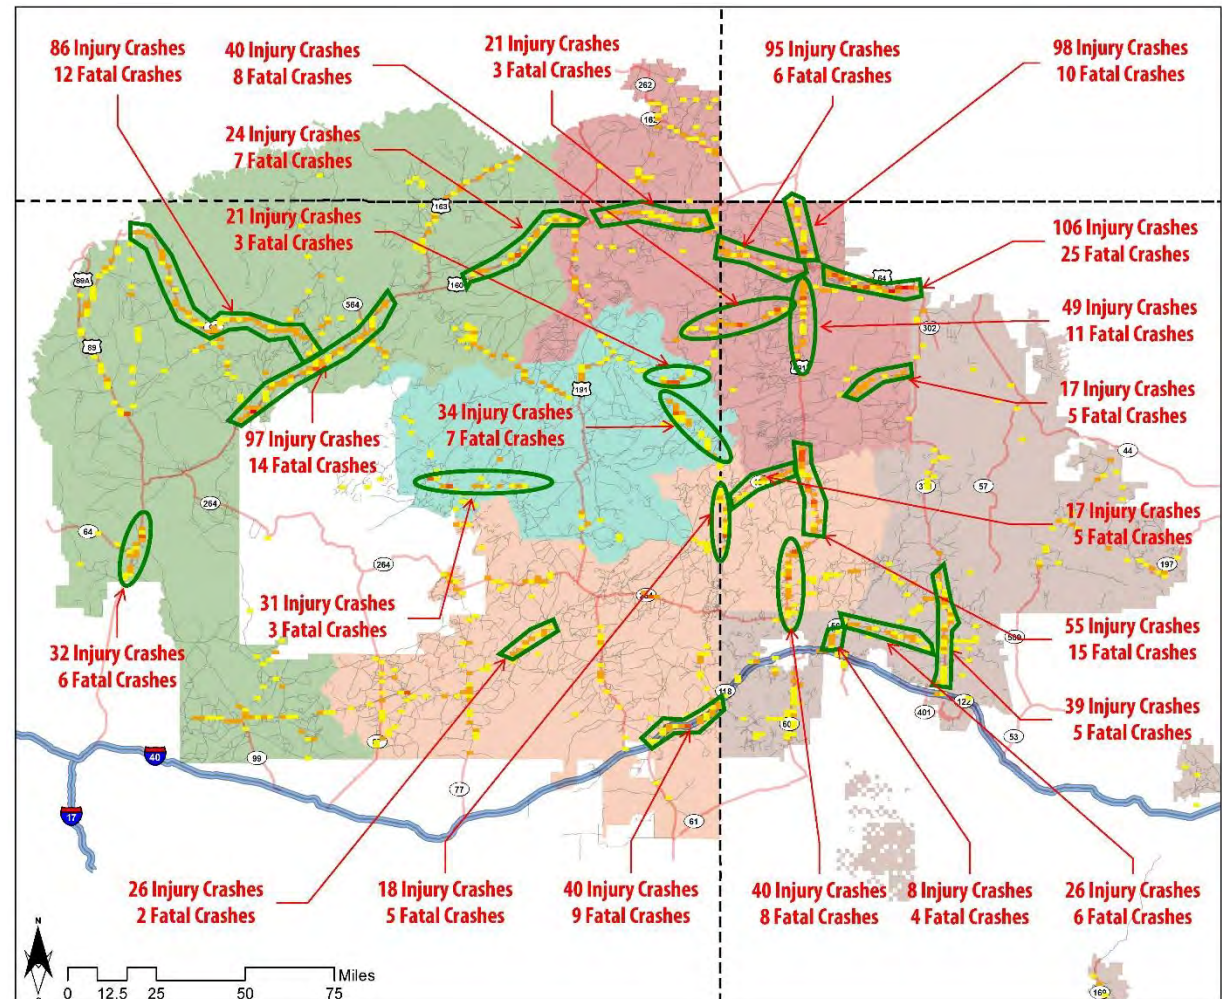 86 Injury Crashes
12 Fatal Crashes
40 Injury Crashes
8 Fatal Crashes
21 Injury Crashes
3 Fatal Crashes
95 Injury Crashes
6 Fatal Crashes
98 Injury Crashes
10 Fatal Crashes
262
162
24 Injury Crashes
7 Fatal Crashes
163
21 Injury Crashes
3 Fatal Crashes
106 Injury Crashes
25 Fatal Crashes
89A
160
564
64
89
302
49 Injury Crashes
11 Fatal Crashes
191
17 Injury Crashes
5 Fatal Crashes
34 Injury Crashes
7 Fatal Crashes
97 Injury Crashes
14 Fatal Crashes
44
57
264
64
17 Injury Crashes
5 Fatal Crashes
197
264
31 Injury Crashes
3 Fatal Crashes
55 Injury Crashes
15 Fatal Crashes
32 Injury Crashes
6 Fatal Crashes
118
122
401
60
53
39 Injury Crashes
5 Fatal Crashes
40
99
77
17
61
26 Injury Crashes
2 Fatal Crashes
18 Injury Crashes
5 Fatal Crashes
40 Injury Crashes
9 Fatal Crashes
40 Injury Crashes
8 Fatal Crashes
8 Injury Crashes
4 Fatal Crashes
26 Injury Crashes
6 Fatal Crashes
N
Miles
0 12.5 25 50 75
169